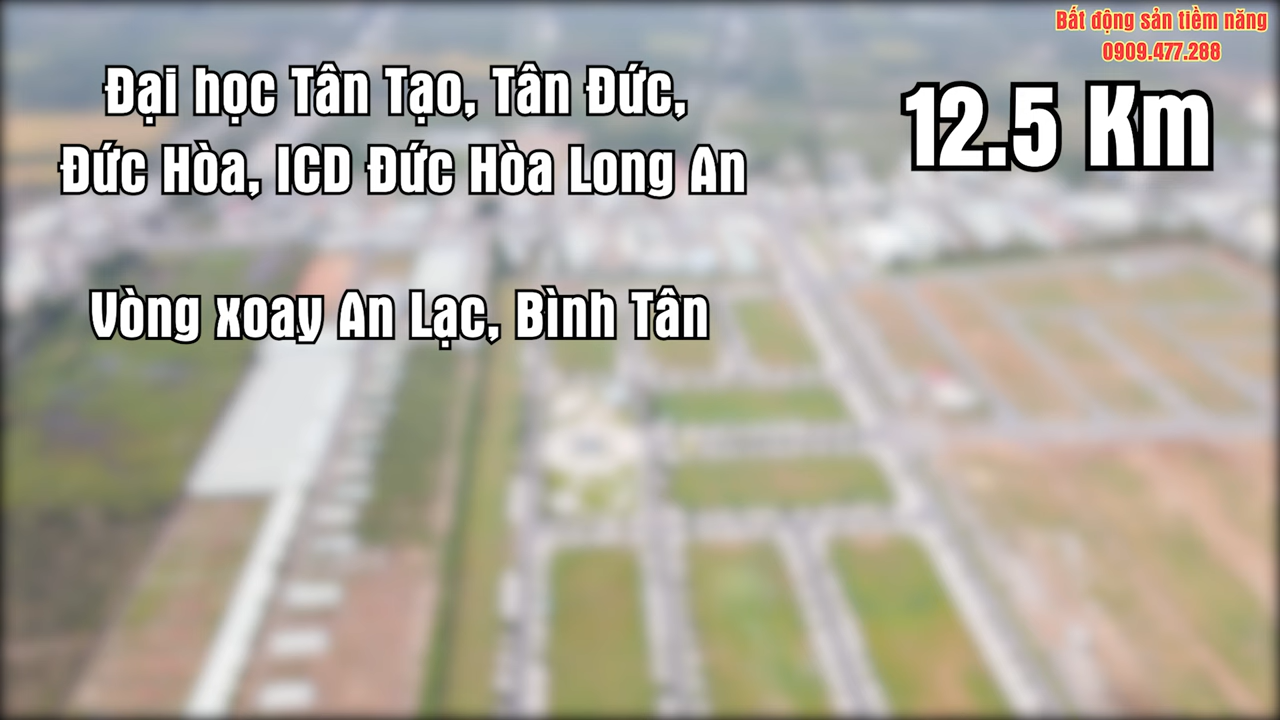 Bất động sản tiềm năng
0909.477.288
Đại học Tân Tạo, Tân Đức,
Đức Hòa, ICD Đức Hòa Long An
12.5 Km
Vòng xoay An Lạc, Bình Tân